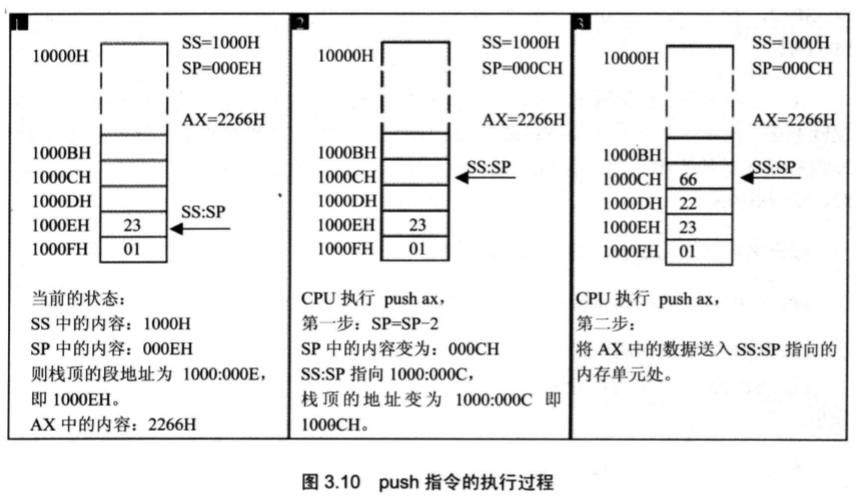 1
SS=1000H
10000H
SP=000EH
AX=2266H
1000BH
1000CH
1000DH
SS:SP
1000EH 23
1000FH 01
当前的状态：
SS 中的内容：1000H
SP 中的内容：000EH
则栈顶的段地址为 1000:000E，
即 1000EH。
AX 中的内容：2266H
2
SS=1000H
10000H
SP=000CH
AX=2266H
1000BH
SS:SP
1000CH
1000DH
1000EH 23
1000FH 01
CPU 执行 push ax，
第一步：SP=SP-2
SP 中的内容变为：000CH
SS:SP 指向 1000:000C，
栈顶的地址变为 1000:000C 即
1000CH。
3
SS=1000H
10000H
SP=000CH
AX=2266H
1000BH
SS:SP
1000CH 66
1000DH 22
1000EH 23
1000FH 01
CPU 执行 push ax，
第二步：
将 AX 中的数据送入 SS:SP 指向的
内存单元处。
图 3.10 push 指令的执行过程